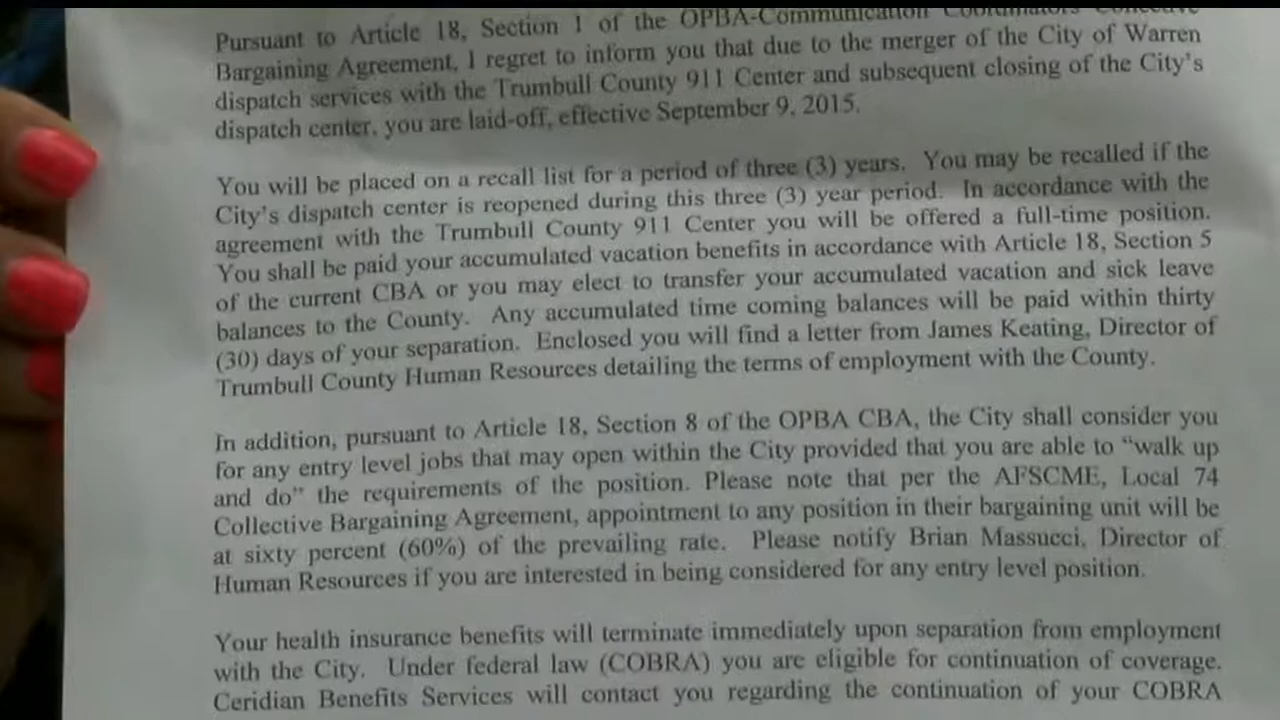 Pursuant to Article 18, Section 1 of the OPBA-Communication Coordinators Collective
Bargaining Agreement, I regret to inform you that due to the merger of the City of Warren
dispatch services with the Trumbull County 911 Center and subsequent closing of the City's
dispatch center, you are laid-off, effective September 9, 2015.
You will be placed on a recall list for a period of three (3) years. You may be recalled if the
City's dispatch center is reopened during this three (3) year period. In accordance with the
agreement with the Trumbull County 911 Center you will be offered a full-time position.
You shall be paid your accumulated vacation benefits in accordance with Article 18, Section 5
of the current CBA or you may elect to transfer your accumulated vacation and sick leave
balances to the County. Any accumulated time coming balances will be paid within thirty
(30) days of your separation. Enclosed you will find a letter from James Keating, Director of
Trumbull County Human Resources detailing the terms of employment with the County.
In addition, pursuant to Article 18, Section 8 of the OPBA CBA, the City shall consider you
for any entry level jobs that may open within the City provided that you are able to “walk up
and do” the requirements of the position. Please note that per the AFSCME, Local 74
Collective Bargaining Agreement, appointment to any position in their bargaining unit will be
at sixty percent (60%) of the prevailing rate. Please notify Brian Massucci, Director of
Human Resources if you are interested in being considered for any entry level position.
Your health insurance benefits will terminate immediately upon separation from employment
with the City. Under federal law (COBRA) you are eligible for continuation of coverage.
Ceridian Benefits Services will contact you regarding the continuation of your COBRA